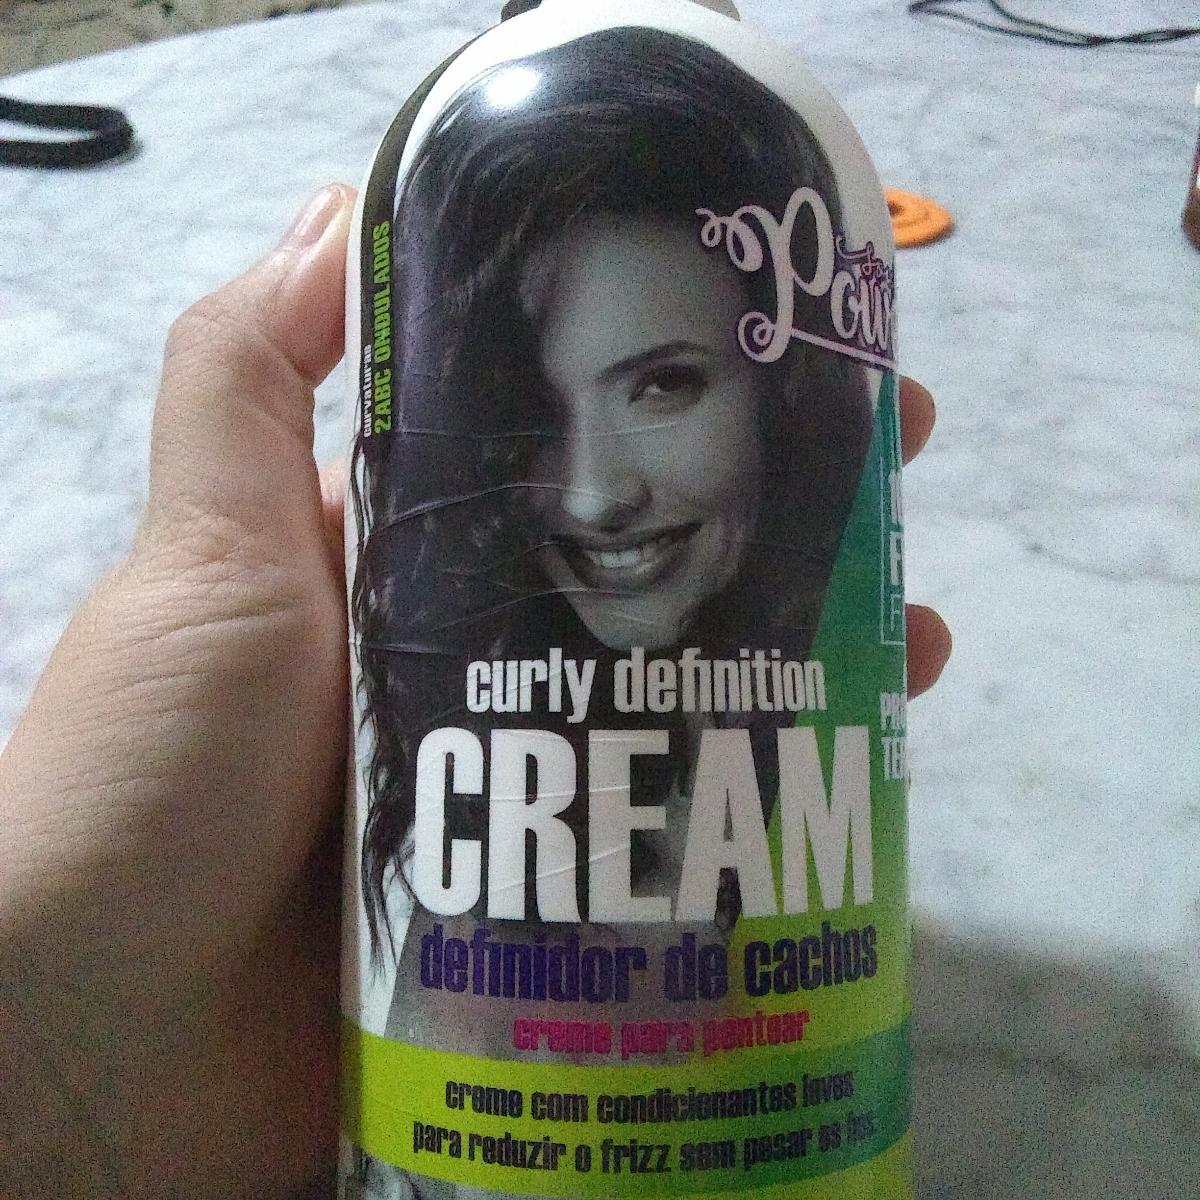 curvaturas
2ABC ONDULADOS
curly definition
CREAM
definidor de cachos
creme para pentear
creme com condicionantes leves
para reduzir o frizz sem pesar os fios